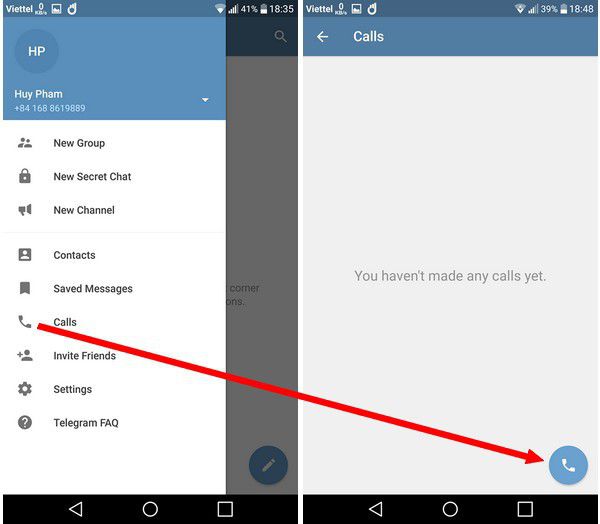 Viettel 0 KB/s 41% 18:35
HP
Huy Pham
+84 168 8619889
New Group
New Secret Chat
New Channel
Contacts
Saved Messages
Calls
Invite Friends
Settings
Telegram FAQ
corner
ons.
Viettel 0 KB/s 39% 18:48
Calls
You haven't made any calls yet.